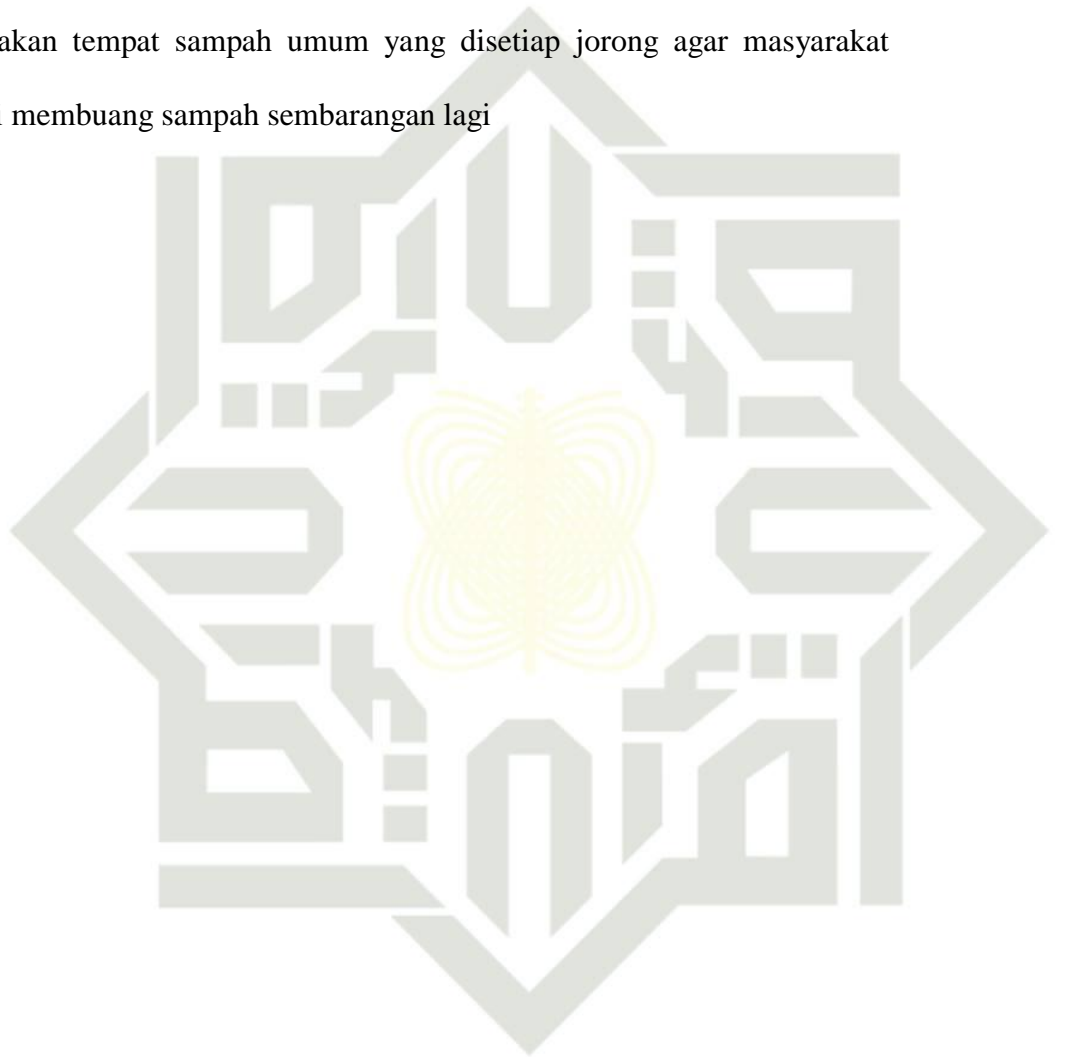 akan tempat sampah umum yang disetiap jorong agar masyarakat
i membuang sampah sembarangan lagi